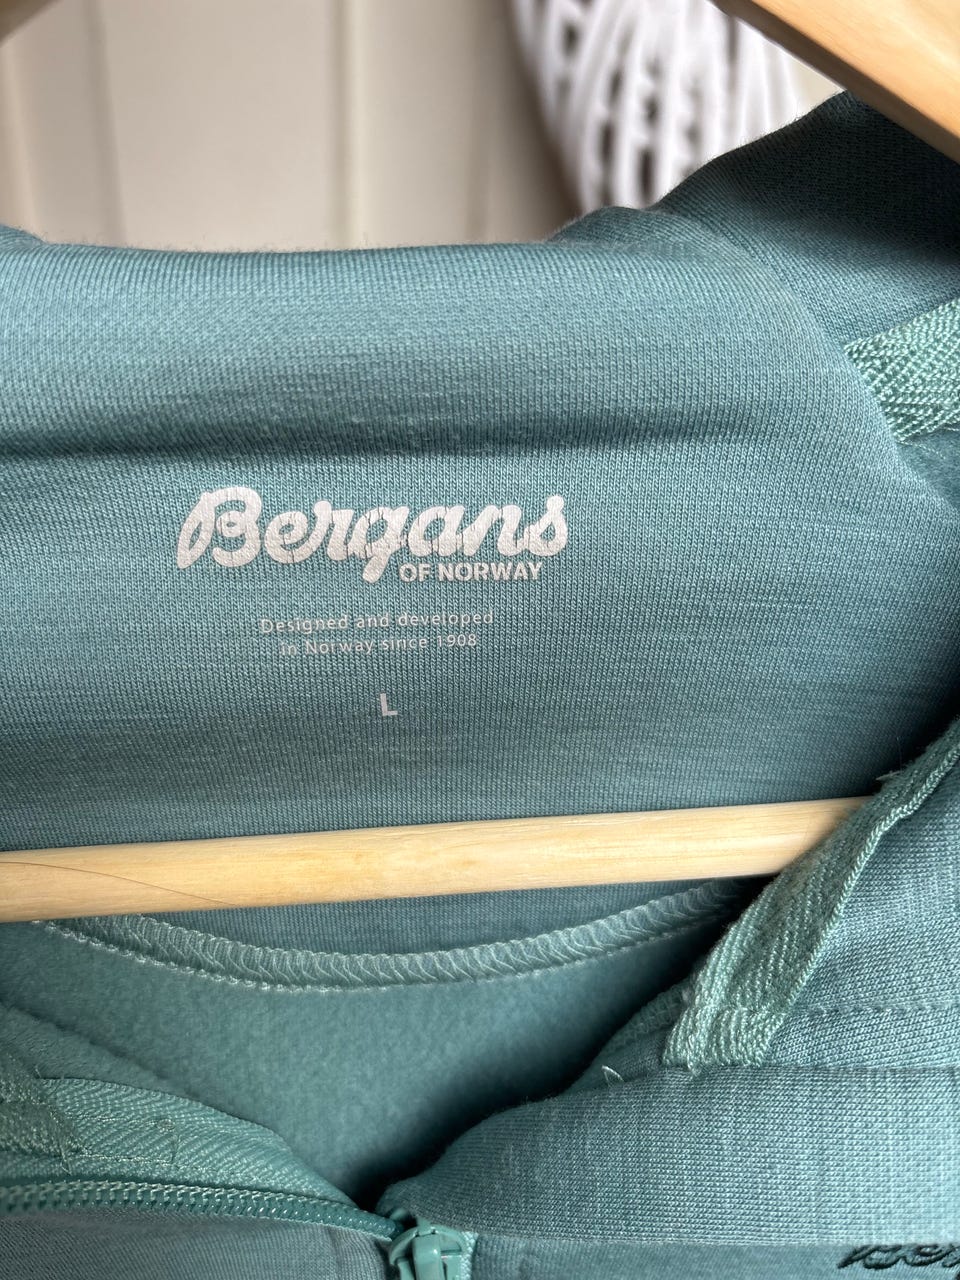 Bergans
OF NORWAY
Designed and developed
in Norway since 1908
L